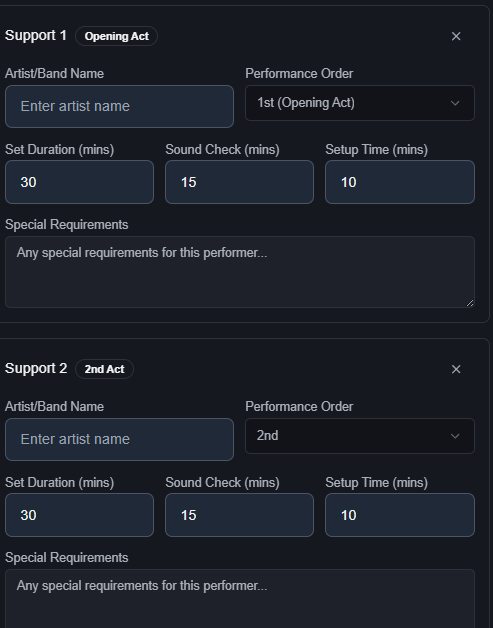 Support 1 Opening Act
Artist/Band Name Performance Order
Enter artist name 1st (Opening Act)
Set Duration (mins) Sound Check (mins) Setup Time (mins)
30 15 10
Special Requirements
Any special requirements for this performer...
Support 2 2nd Act
Artist/Band Name Performance Order
Enter artist name 2nd
Set Duration (mins) Sound Check (mins) Setup Time (mins)
30 15 10
Special Requirements
Any special requirements for this performer...